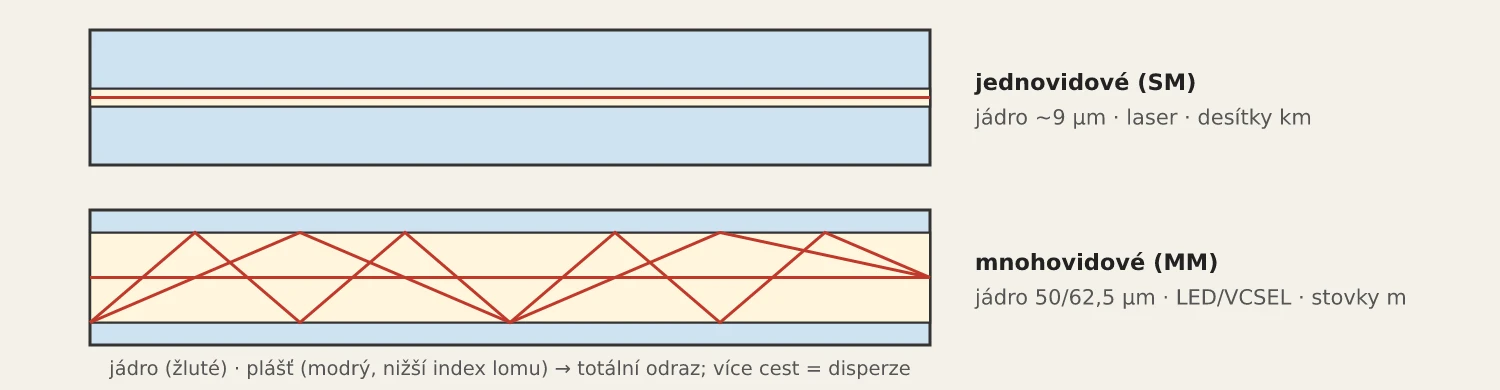 jednovidové (SM)
jádro ~9 µm · laser · desítky km
mnohovidové (MM)
jádro 50/62,5 µm · LED/VCSEL · stovky m
jádro (žluté) · plášť (modrý, nižší index lomu) → totální odraz; více cest = disperze